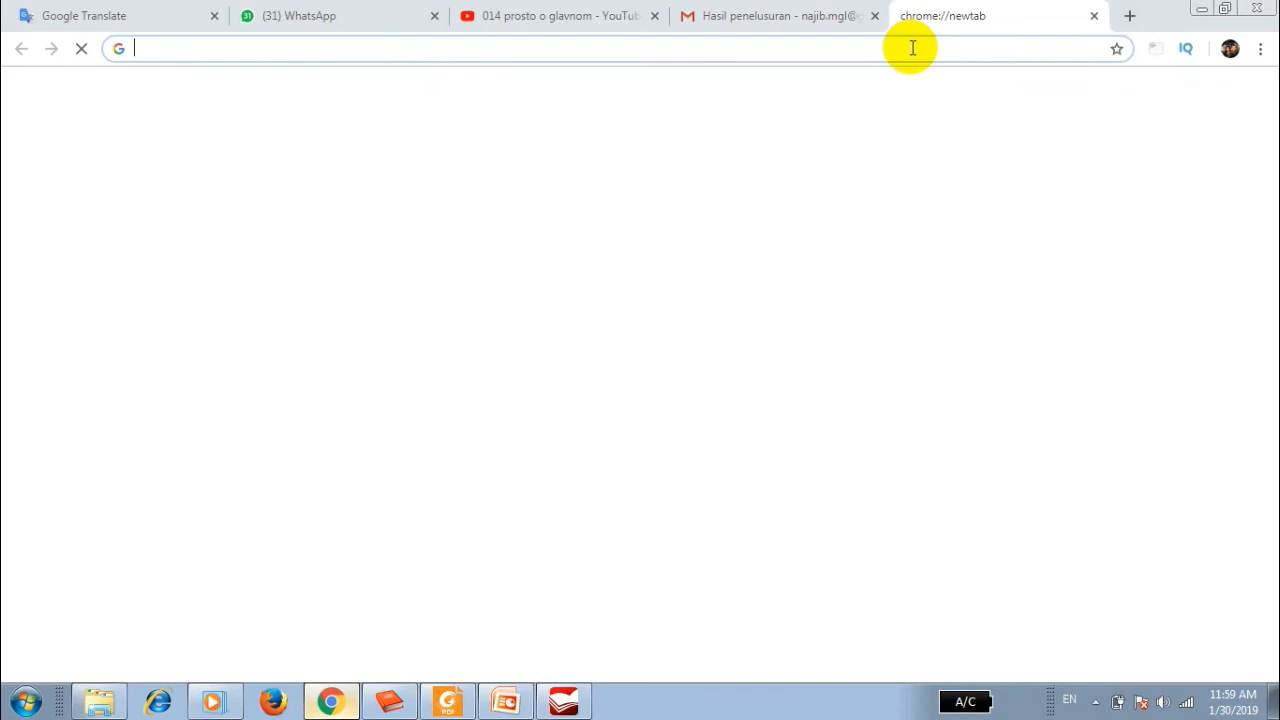 Google Translate
(31) WhatsApp
014 prosto o glavnom - YouTub
Hasil penelusuran - najib.mgl@g
chrome://newtab
IQ
A/C
EN
11:59 AM
1/30/2019